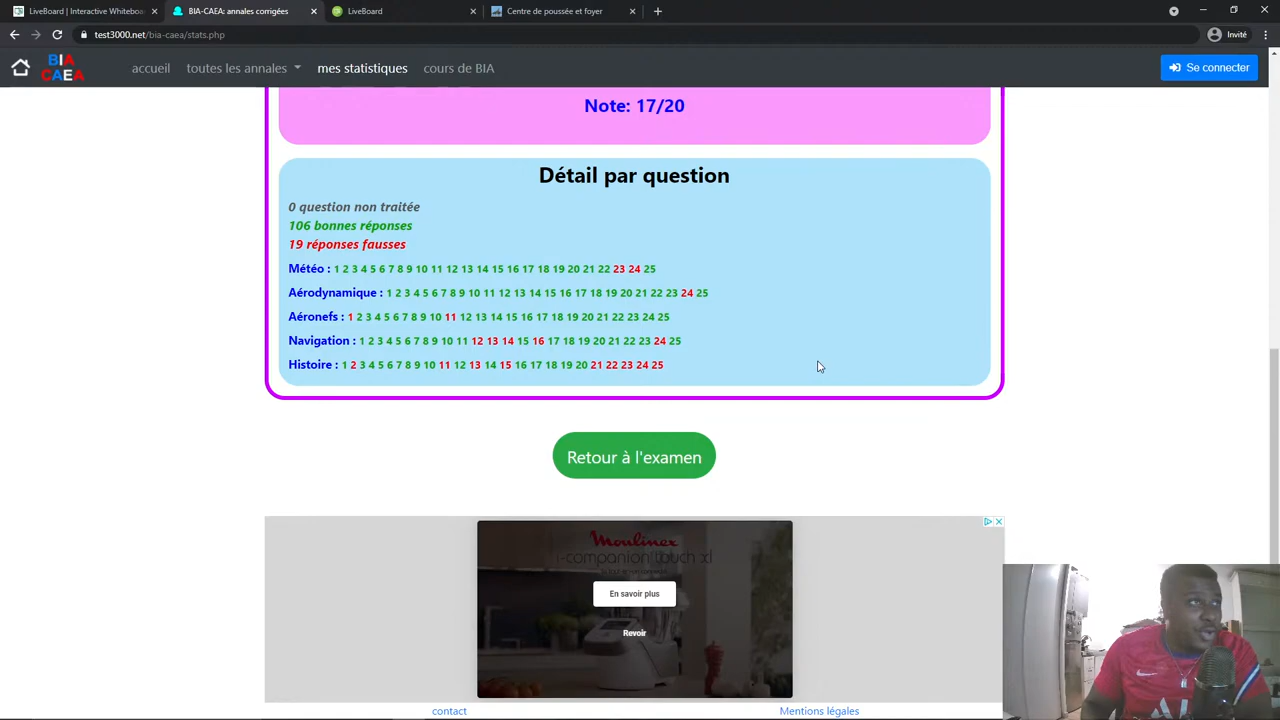 LiveBoard | Interactive Whiteboa
BIA-CAEA: annales corrigées
LiveBoard
Centre de poussée et foyer
test3000.net/bia-caea/stats.php
Invité
BIA
CAEA
accueil
toutes les annales
mes statistiques
cours de BIA
Se connecter
Note: 17/20
Détail par question
0 question non traitée
106 bonnes réponses
19 réponses fausses
Météo : 1 2 3 4 5 6 7 8 9 10 11 12 13 14 15 16 17 18 19 20 21 22 23 24 25
Aérodynamique : 1 2 3 4 5 6 7 8 9 10 11 12 13 14 15 16 17 18 19 20 21 22 23 24 25
Aéronefs : 1 2 3 4 5 6 7 8 9 10 11 12 13 14 15 16 17 18 19 20 21 22 23 24 25
Navigation : 1 2 3 4 5 6 7 8 9 10 11 12 13 14 15 16 17 18 19 20 21 22 23 24 25
Histoire : 1 2 3 4 5 6 7 8 9 10 11 12 13 14 15 16 17 18 19 20 21 22 23 24 25
Retour à l'examen
Moulinex
i-companion touch xl
En savoir plus
Revoir
contact
Mentions légales